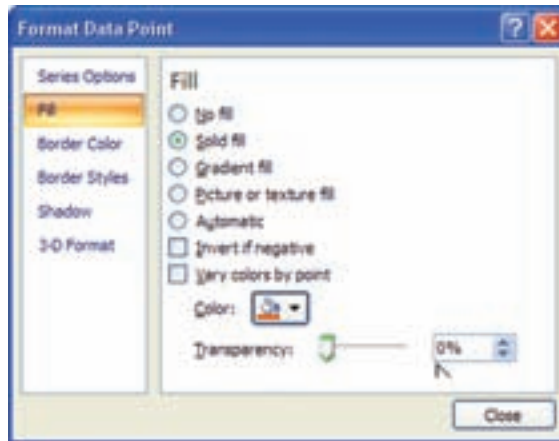 Format Data Point
Series Options
Fill
Border Color
Border Styles
Shadow
3-D Format
Fill
No fill
Solid fill
Gradient fill
Picture or texture fill
Automatic
Invert if negative
Vary colors by point
Color:
Transparency:
0%
Close